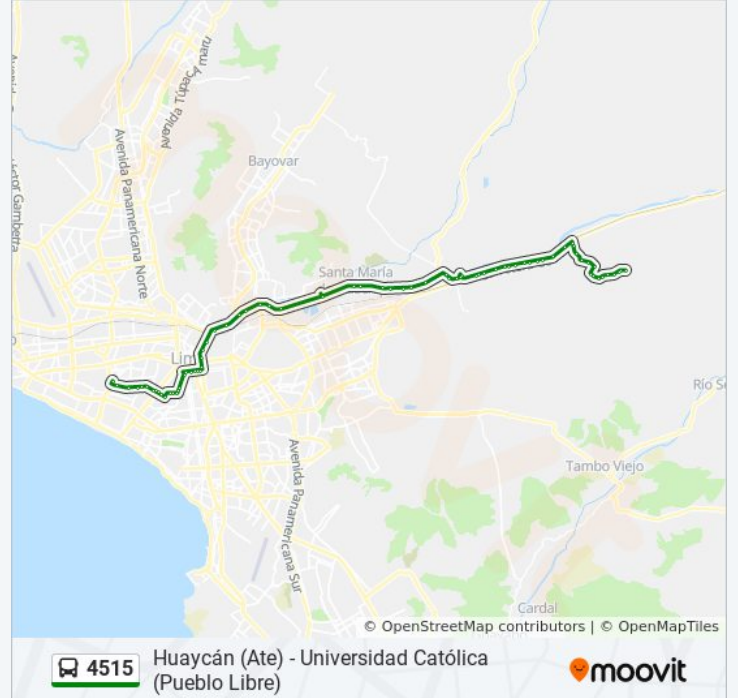 Avenida Túpac Amaru
Avenida Panamericana Norte
Bayovar
Santa María
Avenida Panamericana Sur
Tambo Viejo
Cardal
© OpenStreetMap contributors | © OpenMapTiles
4515
Huaycán (Ate) - Universidad Católica
(Pueblo Libre)
moovit